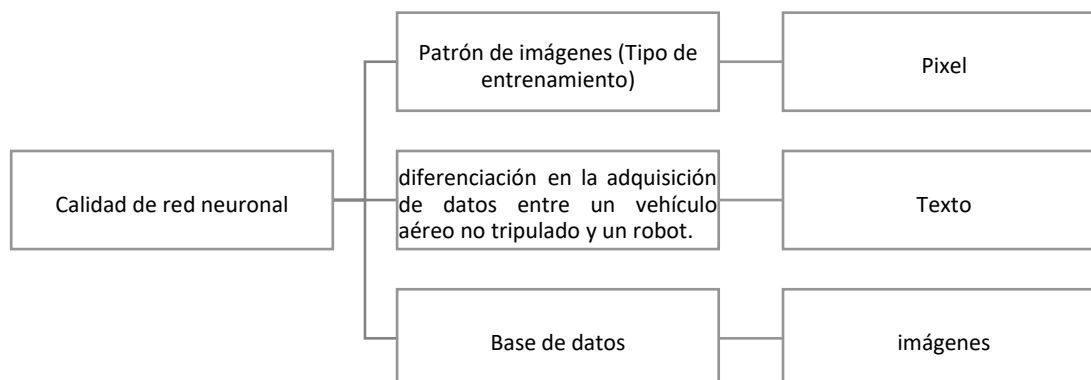 Patrón de imágenes (Tipo de
entrenamiento)
Pixel
Calidad de red neuronal
diferenciación en la adquisición
de datos entre un vehículo
aéreo no tripulado y un robot.
Texto
Base de datos
imágenes